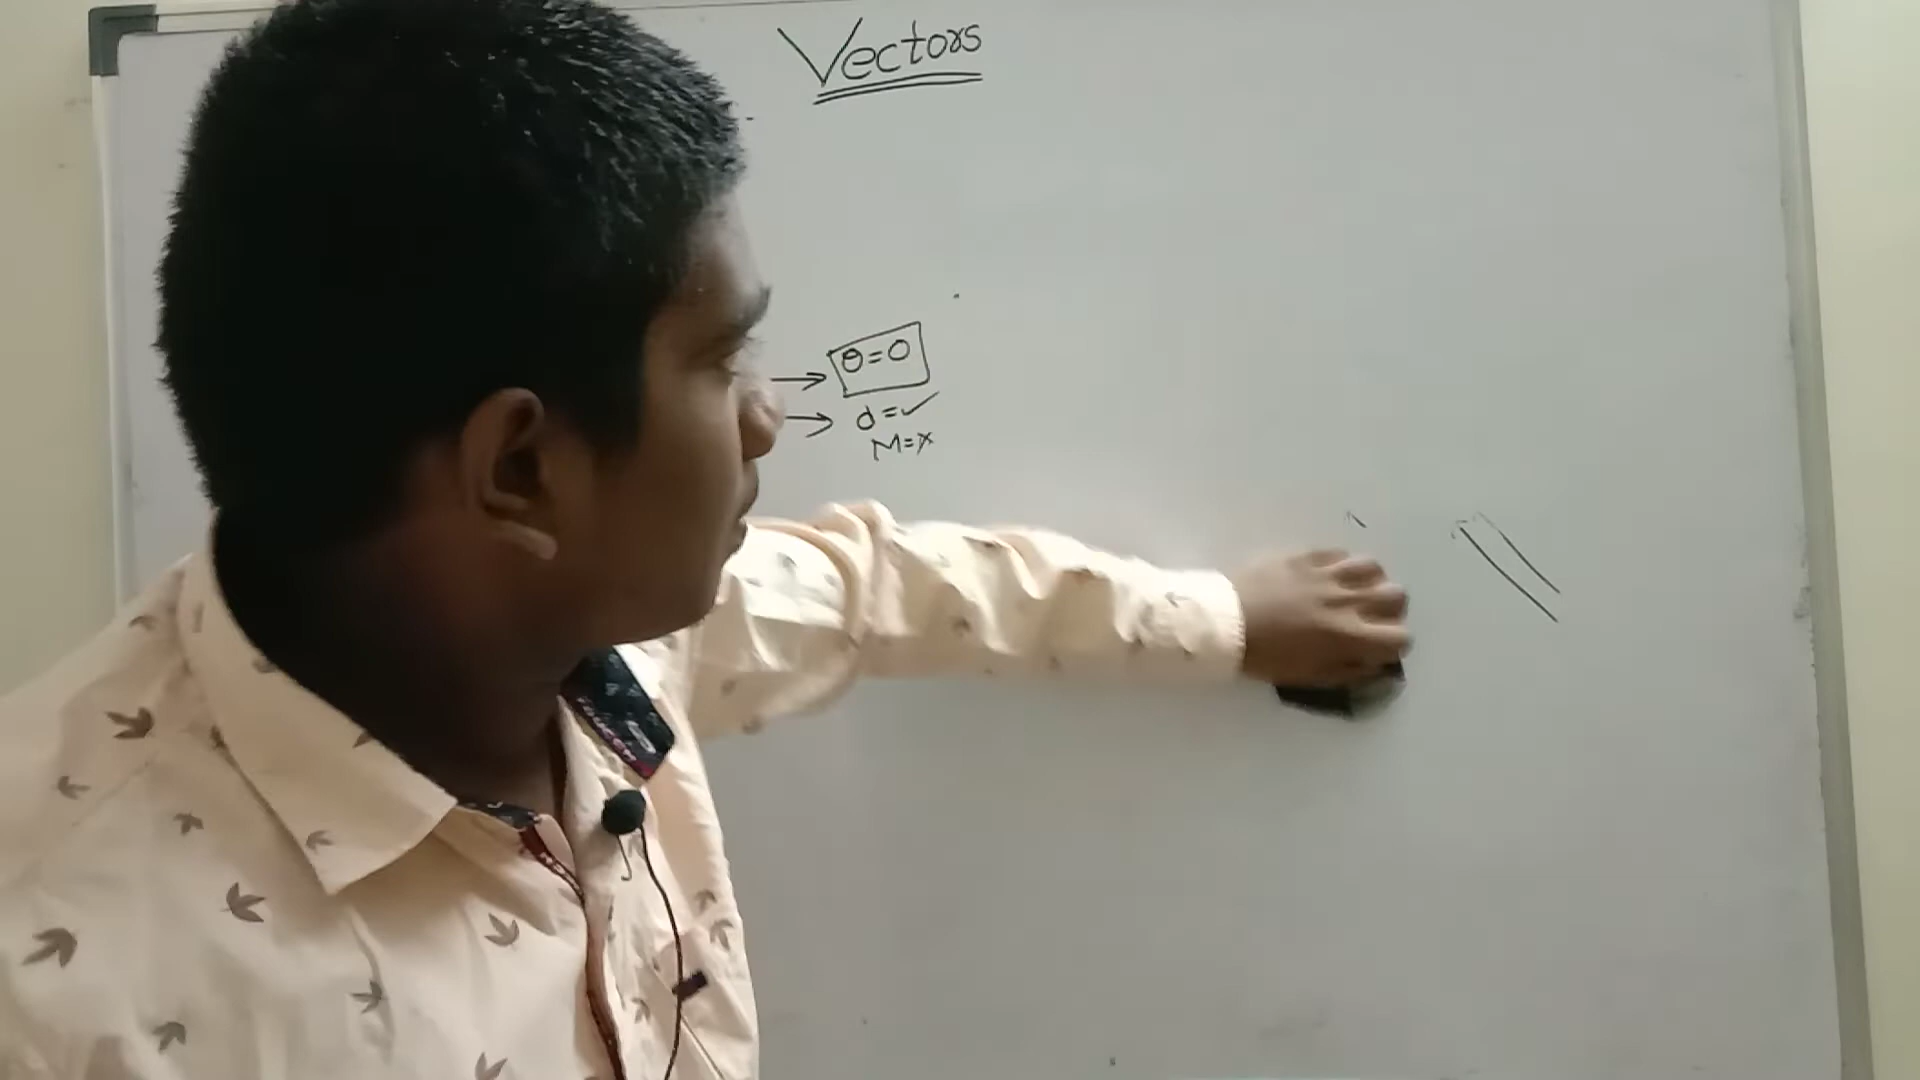 Vectors
→ θ=0
→ d=✓
M=×